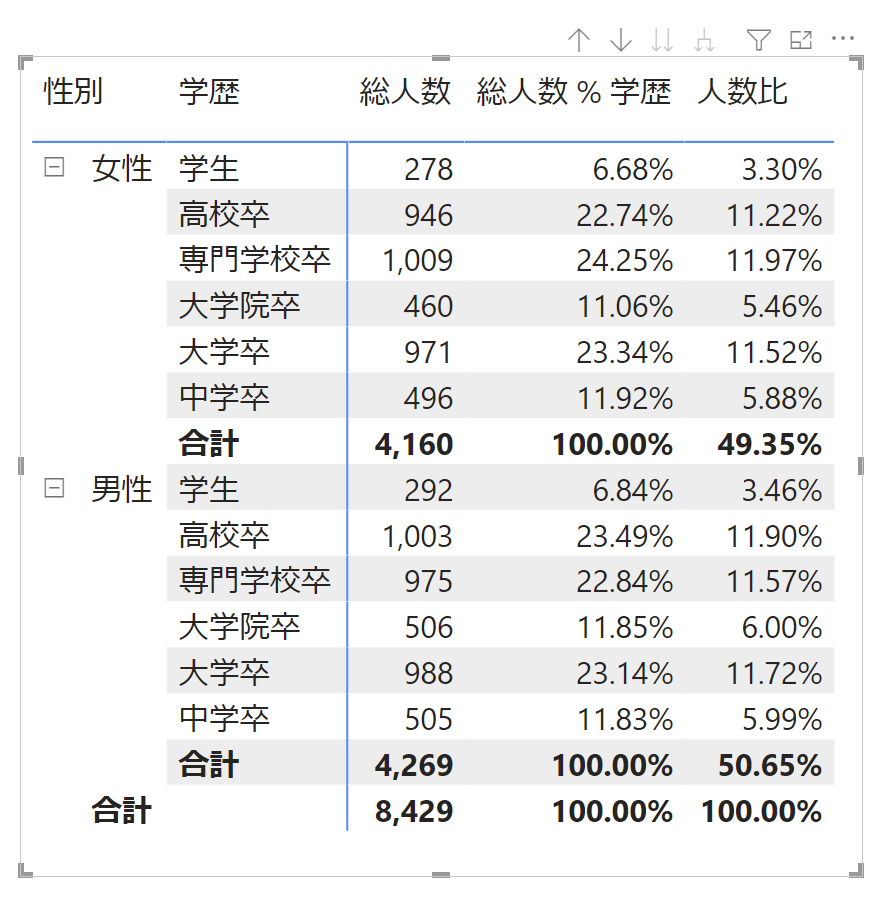 性別 学歴 総人数 総人数 % 学歴 人数比
女性 学生 278 6.68% 3.30%
高校卒 946 22.74% 11.22%
専門学校卒 1,009 24.25% 11.97%
大学院卒 460 11.06% 5.46%
大学卒 971 23.34% 11.52%
中学卒 496 11.92% 5.88%
合計 4,160 100.00% 49.35%
男性 学生 292 6.84% 3.46%
高校卒 1,003 23.49% 11.90%
専門学校卒 975 22.84% 11.57%
大学院卒 506 11.85% 6.00%
大学卒 988 23.14% 11.72%
中学卒 505 11.83% 5.99%
合計 4,269 100.00% 50.65%
合計 8,429 100.00% 100.00%